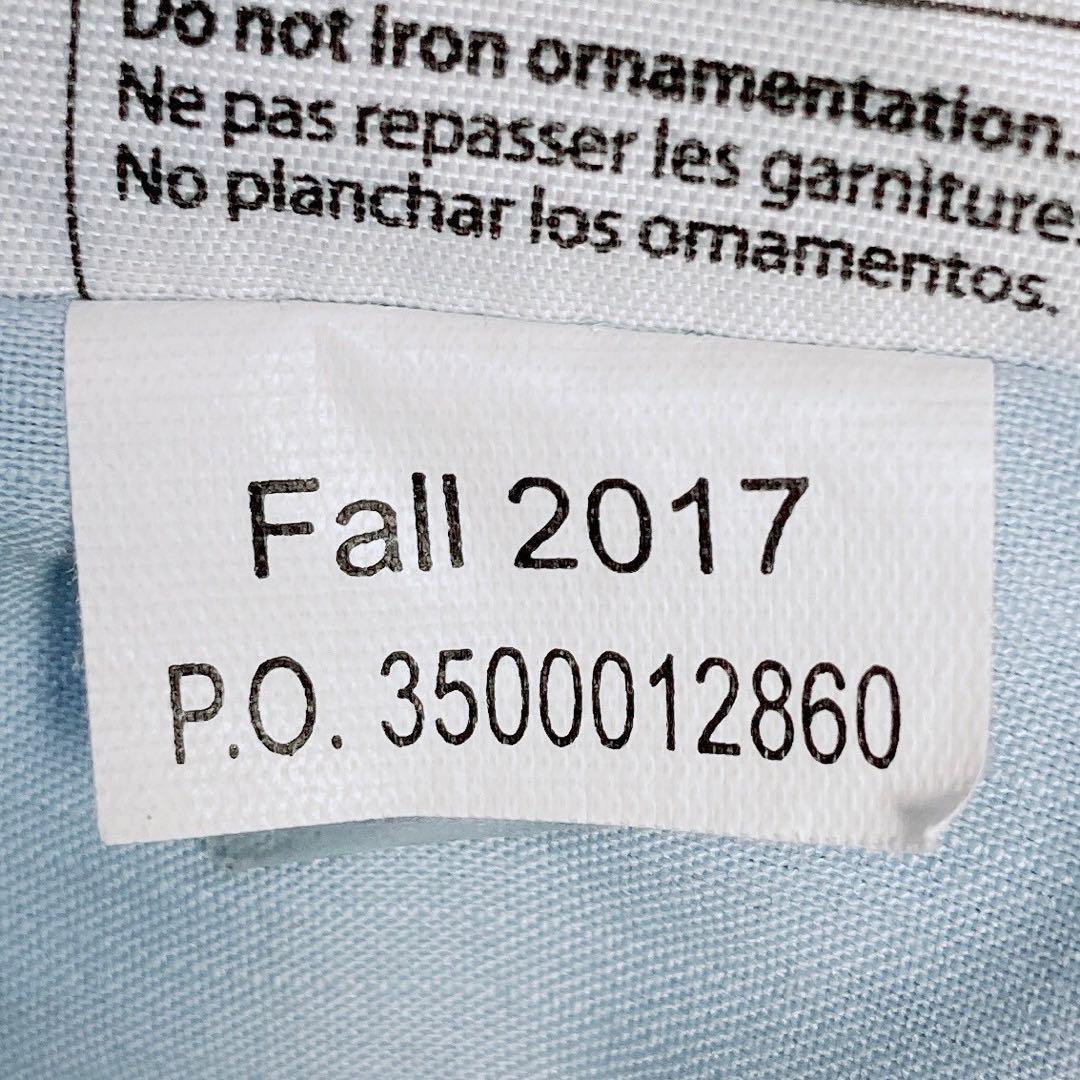 Do not iron ornamentation.
Ne pas repasser les garnitures
No planchar los ornamentos.
Fall 2017
P.O. 3500012860